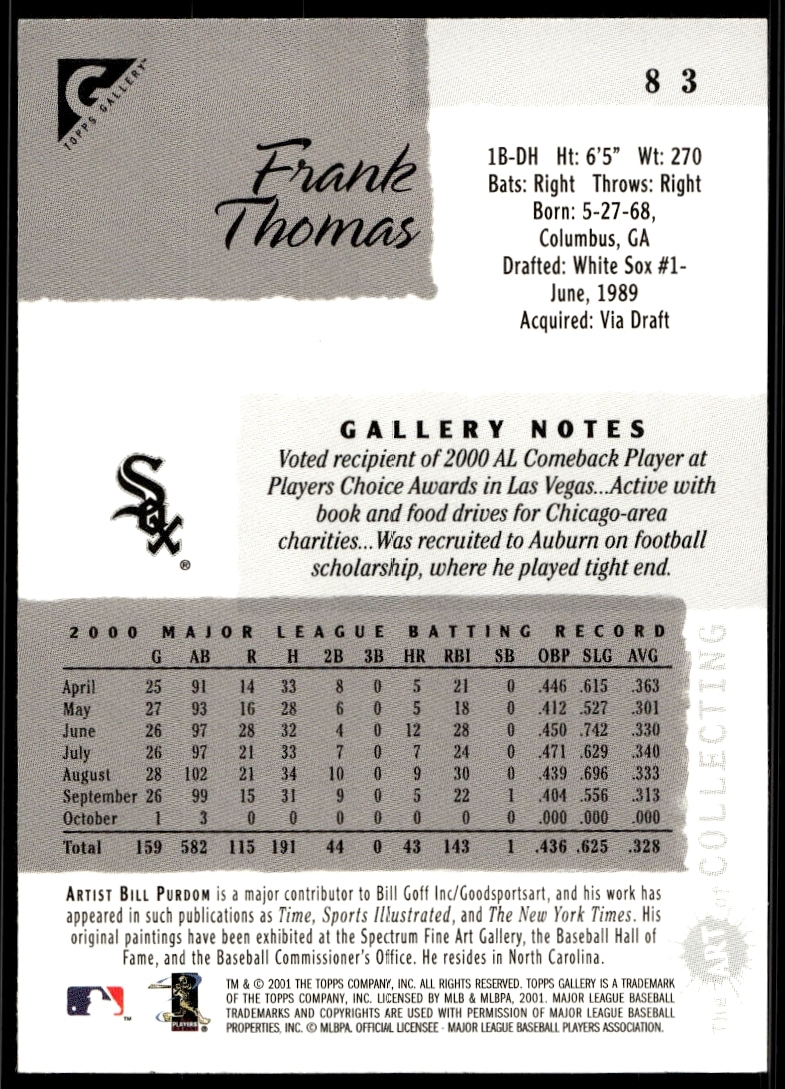 TOPPS GALLERY™
83
Frank
Thomas
1B-DH Ht: 6'5" Wt: 270
Bats: Right Throws: Right
Born: 5-27-68,
Columbus, GA
Drafted: White Sox #1-
June, 1989
Acquired: Via Draft
GALLERY NOTES
Voted recipient of 2000 AL Comeback Player at
Players Choice Awards in Las Vegas...Active with
book and food drives for Chicago-area
charities...Was recruited to Auburn on football
scholarship, where he played tight end.
Sox
®
2000 MAJOR LEAGUE BATTING RECORD
G AB R H 2B 3B HR RBI SB OBP SLG AVG
April 25 91 14 33 8 0 5 21 0 .446 .615 .363
May 27 93 16 28 6 0 5 18 0 .412 .527 .301
June 26 97 28 32 4 0 12 28 0 .450 .742 .330
July 26 97 21 33 7 0 7 24 0 .471 .629 .340
August 28 102 21 34 10 0 9 30 0 .439 .696 .333
September 26 99 15 31 9 0 5 22 1 .404 .556 .313
October 1 3 0 0 0 0 0 0 0 .000 .000 .000
Total 159 582 115 191 44 0 43 143 1 .436 .625 .328
The ART of COLLECTING
ARTIST BILL PURDOM is a major contributor to Bill Goff Inc/Goodsportsart, and his work has
appeared in such publications as Time, Sports Illustrated, and The New York Times. His
original paintings have been exhibited at the Spectrum Fine Art Gallery, the Baseball Hall of
Fame, and the Baseball Commissioner's Office. He resides in North Carolina.
™
PLAYERS ®
TM & © 2001 THE TOPPS COMPANY, INC. ALL RIGHTS RESERVED. TOPPS GALLERY IS A TRADEMARK
OF THE TOPPS COMPANY, INC. LICENSED BY MLB & MLBPA, 2001. MAJOR LEAGUE BASEBALL
TRADEMARKS AND COPYRIGHTS ARE USED WITH PERMISSION OF MAJOR LEAGUE BASEBALL
PROPERTIES, INC. © MLBPA. OFFICIAL LICENSEE - MAJOR LEAGUE BASEBALL PLAYERS ASSOCIATION.